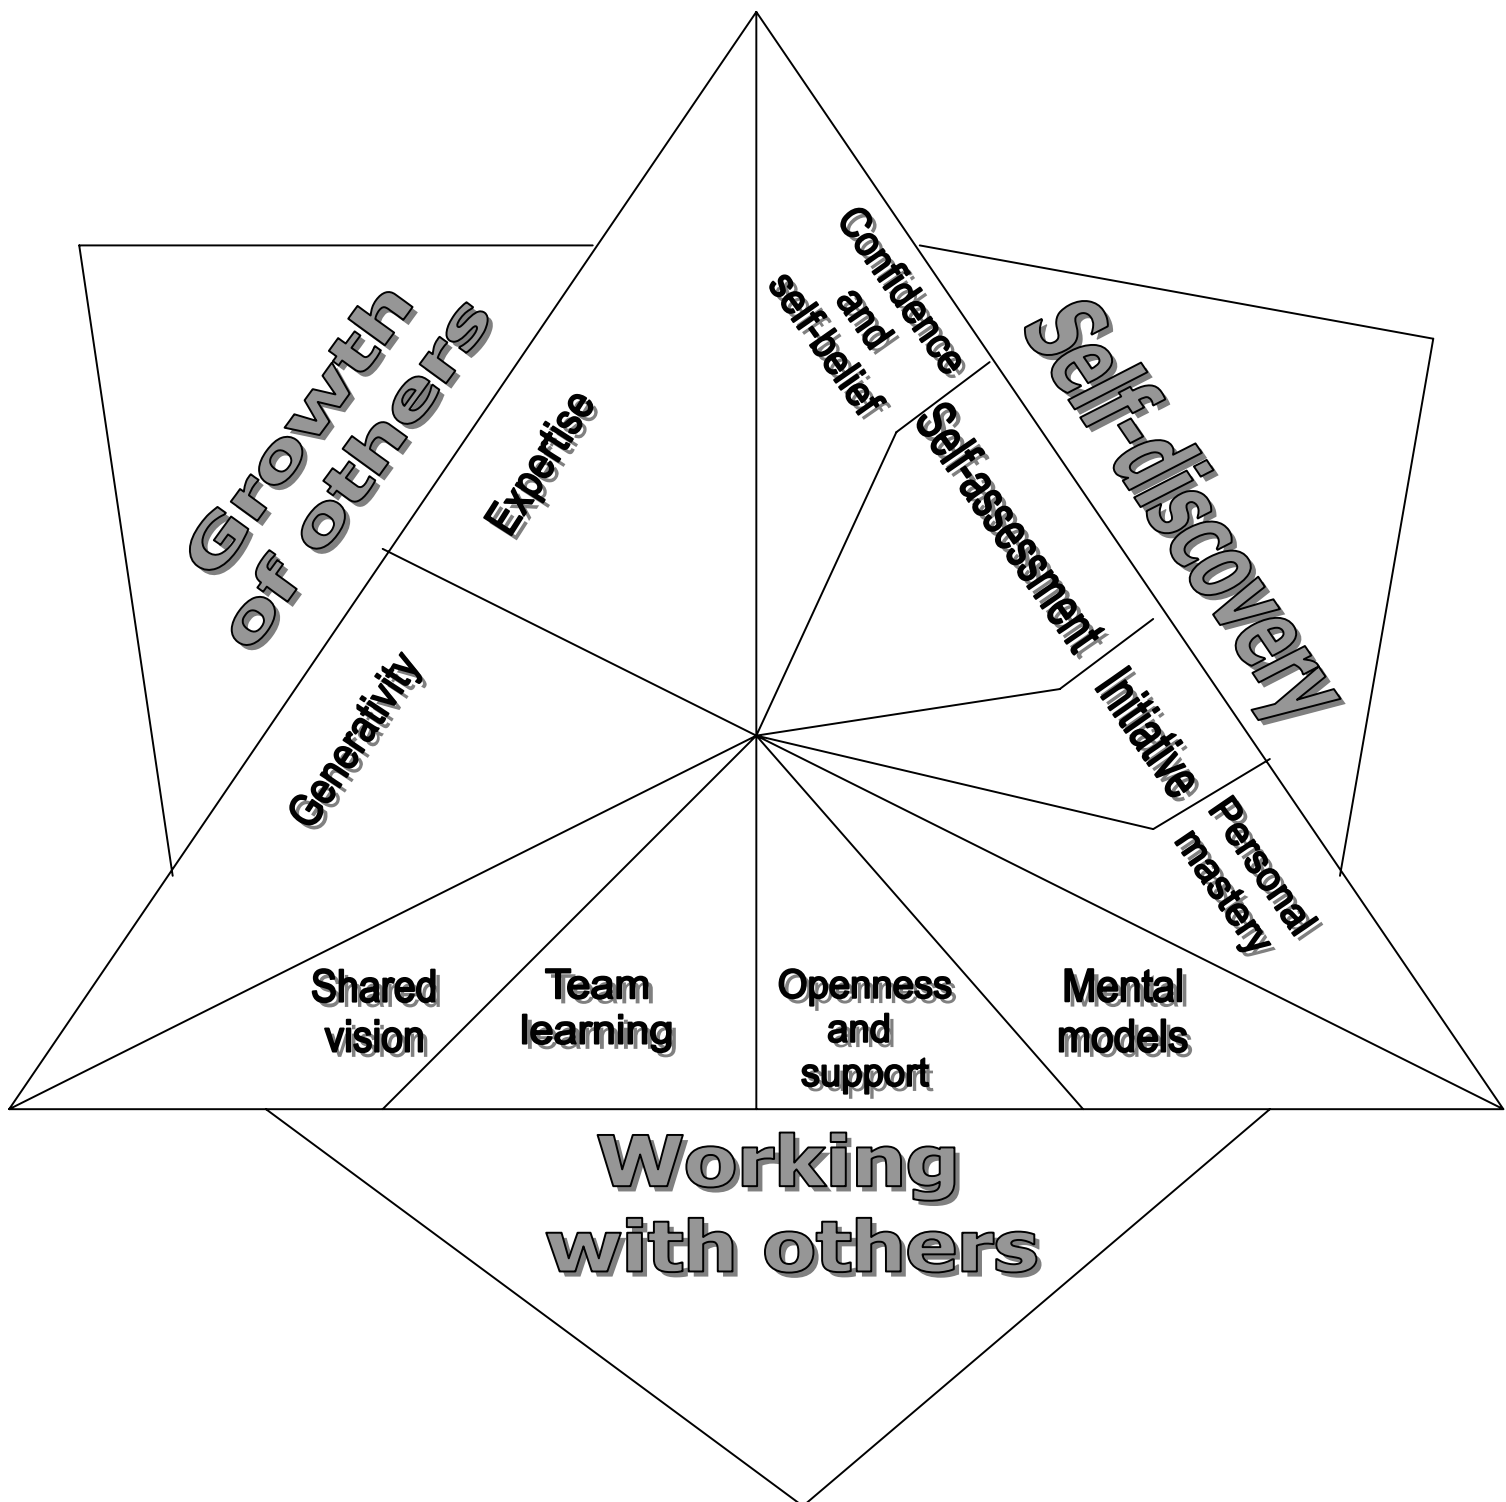 Growth
of others
Expertise
Generativity
Confidence
and
self-belief
Self-assessment
Initiative
Personal
mastery
Self-discovery
Shared
vision
Team
learning
Openness
and
support
Mental
models
Working
with others